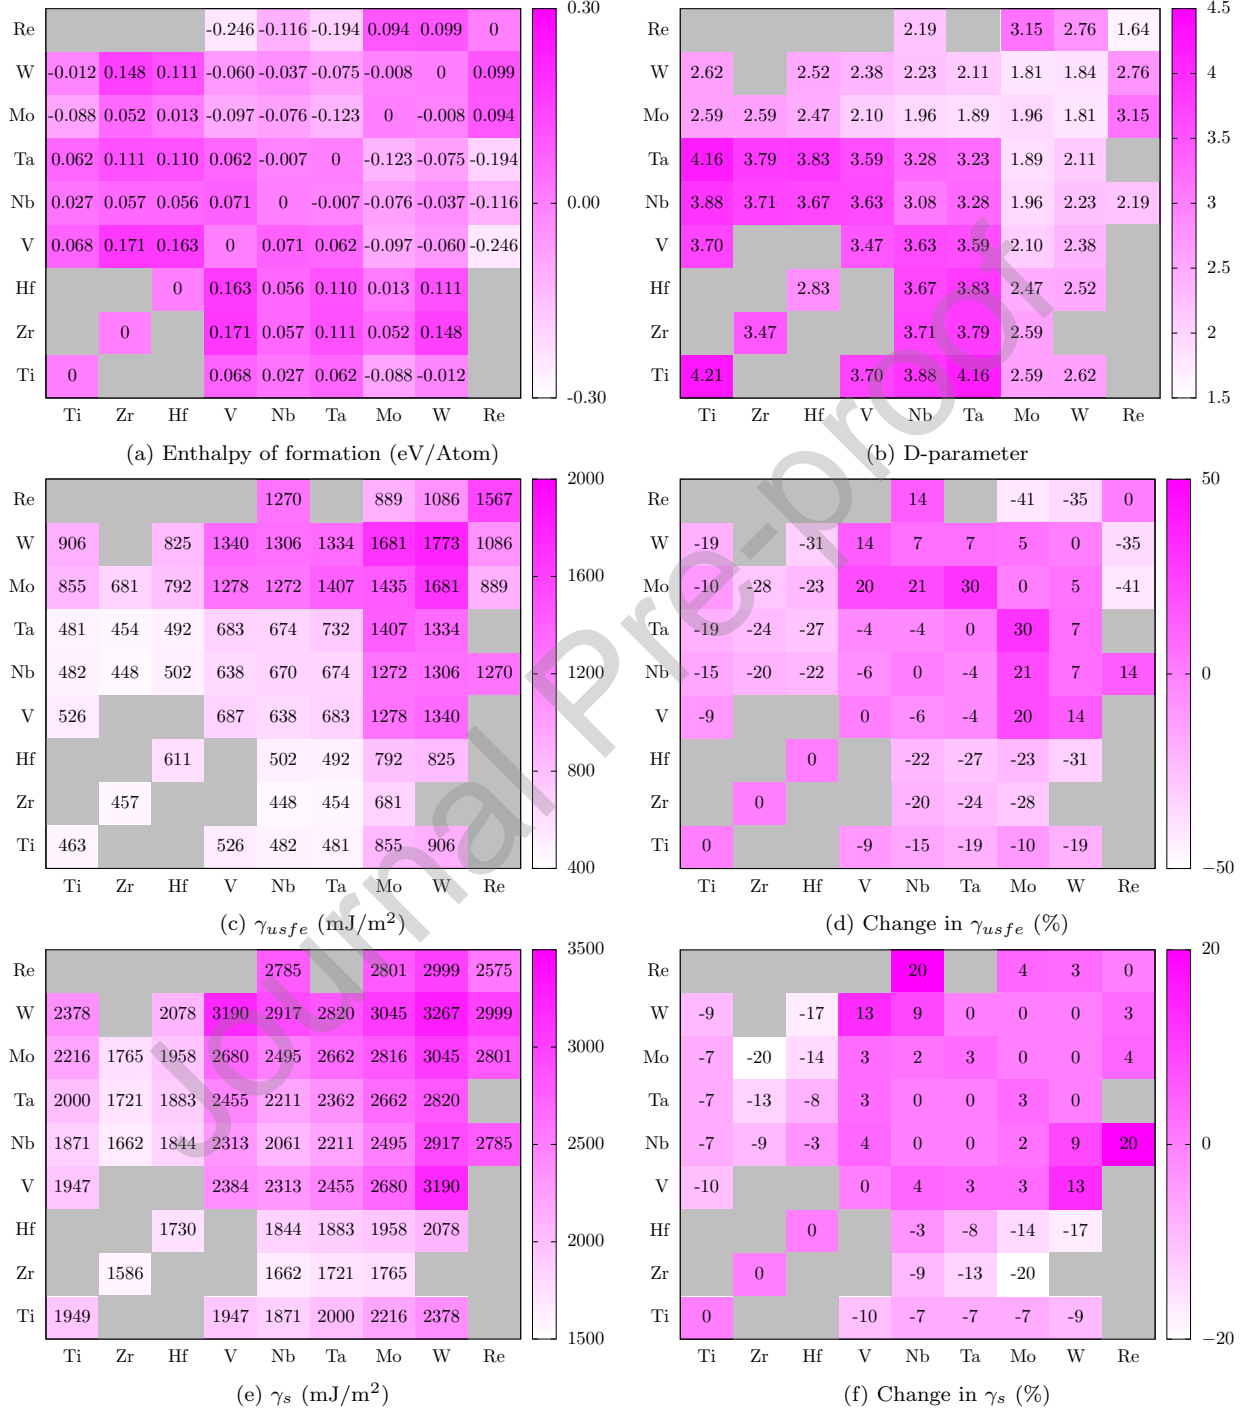 Re -0.246 -0.116 -0.194 0.094 0.099 0 0.30
W -0.012 0.148 0.111 -0.060 -0.037 -0.075 -0.008 0 0.099
Mo -0.088 0.052 0.013 -0.097 -0.076 -0.123 0 -0.008 0.094
Ta 0.062 0.111 0.110 0.062 -0.007 0 -0.123 -0.075 -0.194
Nb 0.027 0.057 0.056 0.071 0 -0.007 -0.076 -0.037 -0.116 0.00
V 0.068 0.171 0.163 0 0.071 0.062 -0.097 -0.060 -0.246
Hf 0 0.163 0.056 0.110 0.013 0.111
Zr 0 0.171 0.057 0.111 0.052 0.148
Ti 0 0.068 0.027 0.062 -0.088 -0.012 -0.30
Ti Zr Hf V Nb Ta Mo W Re
(a) Enthalpy of formation (eV/Atom)
Re 2.19 3.15 2.76 1.64 4.5
W 2.62 2.52 2.38 2.23 2.11 1.81 1.84 2.76 4
Mo 2.59 2.59 2.47 2.10 1.96 1.89 1.96 1.81 3.15 3.5
Ta 4.16 3.79 3.83 3.59 3.28 3.23 1.89 2.11
Nb 3.88 3.71 3.67 3.63 3.08 3.28 1.96 2.23 2.19 3
V 3.70 3.47 3.63 3.59 2.10 2.38
Hf 2.83 3.67 3.83 2.47 2.52 2.5
Zr 3.47 3.71 3.79 2.59 2
Ti 4.21 3.70 3.88 4.16 2.59 2.62 1.5
Ti Zr Hf V Nb Ta Mo W Re
(b) D-parameter
Re 1270 889 1086 1567 2000
W 906 825 1340 1306 1334 1681 1773 1086
Mo 855 681 792 1278 1272 1407 1435 1681 889 1600
Ta 481 454 492 683 674 732 1407 1334
Nb 482 448 502 638 670 674 1272 1306 1270 1200
V 526 687 638 683 1278 1340
Hf 611 502 492 792 825 800
Zr 457 448 454 681
Ti 463 526 482 481 855 906 400
Ti Zr Hf V Nb Ta Mo W Re
(c) γusfe (mJ/m²)
Re 14 -41 -35 0 50
W -19 -31 14 7 7 5 0 -35
Mo -10 -28 -23 20 21 30 0 5 -41
Ta -19 -24 -27 -4 -4 0 30 7
Nb -15 -20 -22 -6 0 -4 21 7 14 0
V -9 0 -6 -4 20 14
Hf 0 -22 -27 -23 -31
Zr 0 -20 -24 -28
Ti 0 -9 -15 -19 -10 -19 −50
Ti Zr Hf V Nb Ta Mo W Re
(d) Change in γusfe (%)
Re 2785 2801 2999 2575 3500
W 2378 2078 3190 2917 2820 3045 3267 2999
Mo 2216 1765 1958 2680 2495 2662 2816 3045 2801 3000
Ta 2000 1721 1883 2455 2211 2362 2662 2820
Nb 1871 1662 1844 2313 2061 2211 2495 2917 2785 2500
V 1947 2384 2313 2455 2680 3190
Hf 1730 1844 1883 1958 2078 2000
Zr 1586 1662 1721 1765
Ti 1949 1947 1871 2000 2216 2378 1500
Ti Zr Hf V Nb Ta Mo W Re
(e) γs (mJ/m²)
Re 20 4 3 0 20
W -9 -17 13 9 0 0 0 3
Mo -7 -20 -14 3 2 3 0 0 4
Ta -7 -13 -8 3 0 0 3 0
Nb -7 -9 -3 4 0 0 2 9 20 0
V -10 0 4 3 3 13
Hf 0 -3 -8 -14 -17
Zr 0 -9 -13 -20
Ti 0 -10 -7 -7 -7 -9 −20
Ti Zr Hf V Nb Ta Mo W Re
(f) Change in γs (%)
Journal Pre-proof